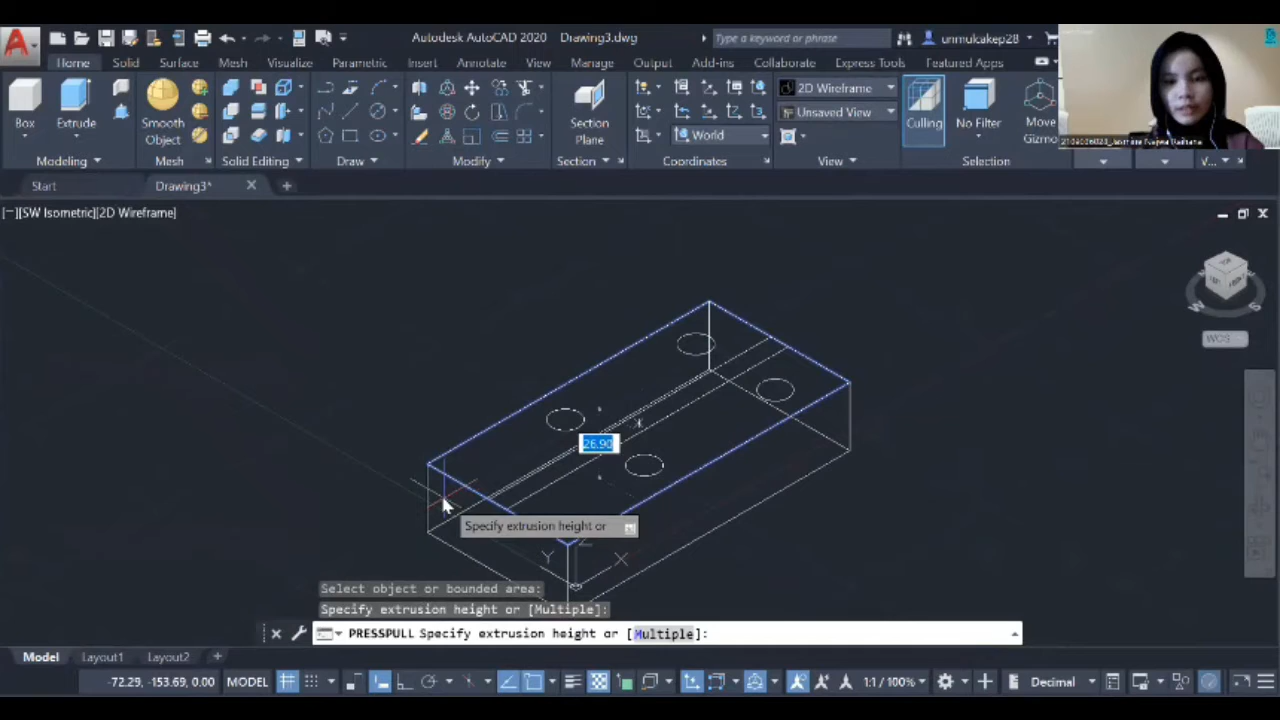 Autodesk AutoCAD 2020 Drawing3.dwg
Type a keyword or phrase
unmulcakep28
Home Solid Surface Mesh Visualize Parametric Insert Annotate View Manage Output Add-ins Collaborate Express Tools Featured Apps
Box
Extrude
Smooth
Object
Section
Plane
2D Wireframe
Unsaved View
World
Culling
No Filter
Move
Gizmo
Modeling
Mesh
Solid Editing
Draw
Modify
Section
Coordinates
View
Selection
V...
Start
Drawing3*
[−][SW Isometric][2D Wireframe]
TOP
W
S
WCS
26.90
Specify extrusion height or
Y
X
Z
Select object or bounded area:
Specify extrusion height or [Multiple]:
PRESSPULL Specify extrusion height or [Multiple]:
Model Layout1 Layout2 +
-72.29, -153.69, 0.00 MODEL
1:1 / 100%
Decimal